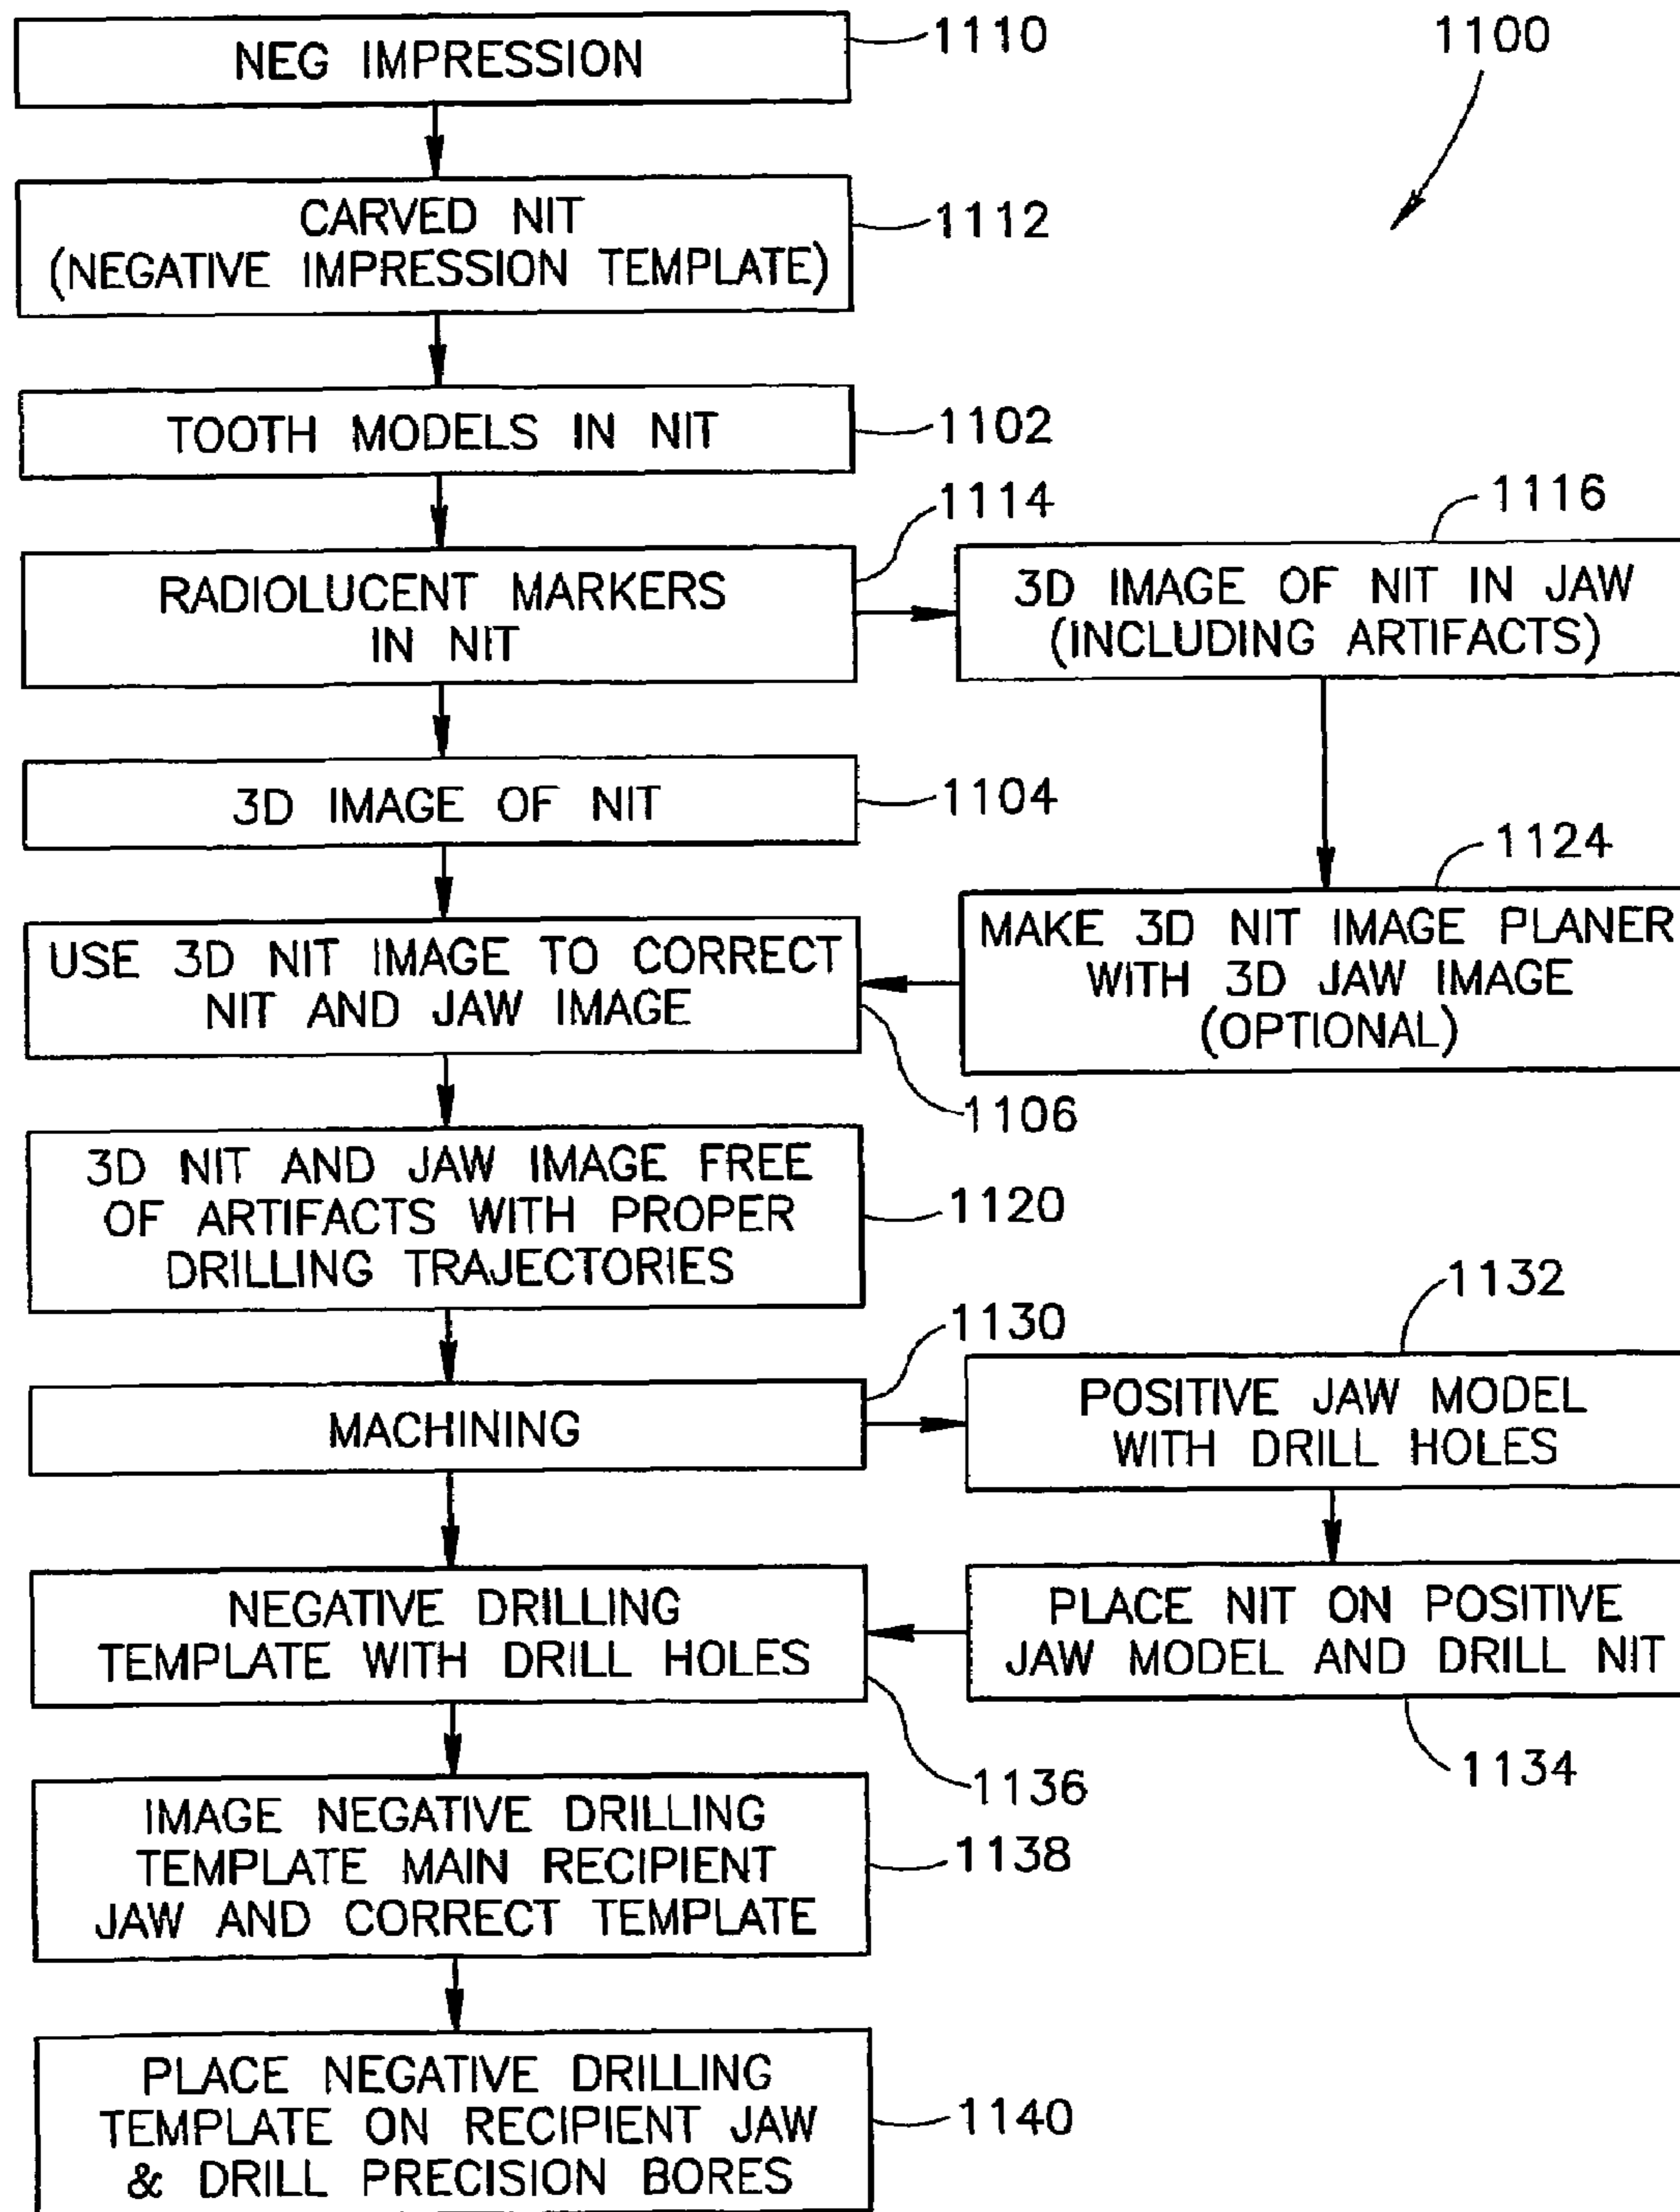 NEG IMPRESSION
1110
1100
CARVED NIT
(NEGATIVE IMPRESSION TEMPLATE)
1112
TOOTH MODELS IN NIT
1102
RADIOLUCENT MARKERS
IN NIT
1114
3D IMAGE OF NIT IN JAW
(INCLUDING ARTIFACTS)
1116
3D IMAGE OF NIT
1104
MAKE 3D NIT IMAGE PLANER
WITH 3D JAW IMAGE
(OPTIONAL)
1124
USE 3D NIT IMAGE TO CORRECT
NIT AND JAW IMAGE
1106
3D NIT AND JAW IMAGE FREE
OF ARTIFACTS WITH PROPER
DRILLING TRAJECTORIES
1120
MACHINING
1130
POSITIVE JAW MODEL
WITH DRILL HOLES
1132
PLACE NIT ON POSITIVE
JAW MODEL AND DRILL NIT
1134
NEGATIVE DRILLING
TEMPLATE WITH DRILL HOLES
1136
IMAGE NEGATIVE DRILLING
TEMPLATE MAIN RECIPIENT
JAW AND CORRECT TEMPLATE
1138
PLACE NEGATIVE DRILLING
TEMPLATE ON RECIPIENT JAW
& DRILL PRECISION BORES
1140